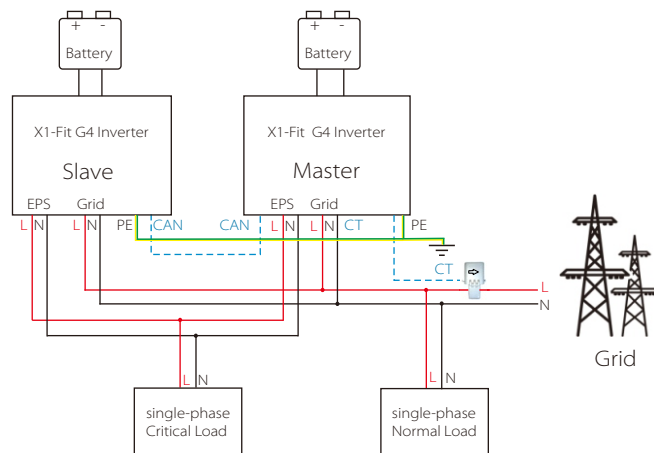 + -
Battery
+ -
Battery
X1-Fit G4 Inverter
Slave
EPS Grid
X1-Fit G4 Inverter
Master
EPS Grid
L N L N PE CAN
CAN L N L N CT PE
CT
L
N
Grid
L N
single-phase
Critical Load
L N
single-phase
Normal Load